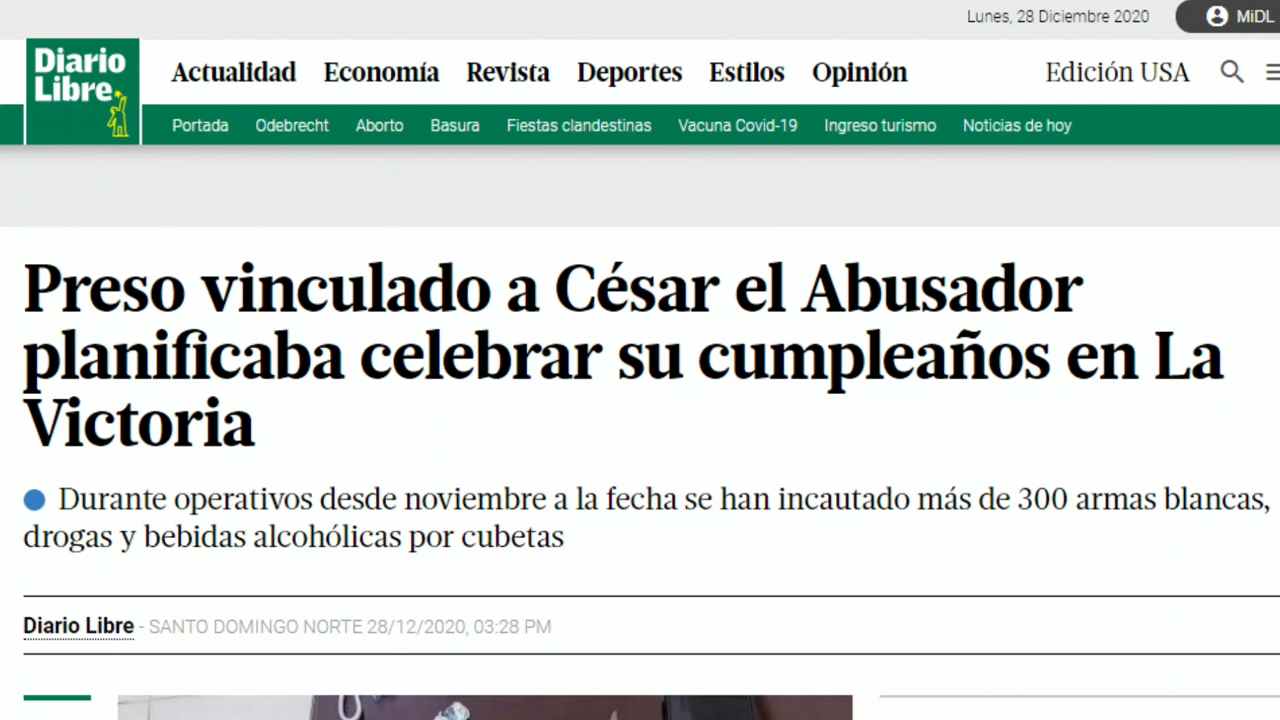 Lunes, 28 Diciembre 2020
MiDL
Diario
Libre
Actualidad Economía Revista Deportes Estilos Opinión Edición USA
Portada Odebrecht Aborto Basura Fiestas clandestinas Vacuna Covid-19 Ingreso turismo Noticias de hoy
Preso vinculado a César el Abusador
planificaba celebrar su cumpleaños en La
Victoria
Durante operativos desde noviembre a la fecha se han incautado más de 300 armas blancas,
drogas y bebidas alcohólicas por cubetas
Diario Libre - SANTO DOMINGO NORTE 28/12/2020, 03:28 PM